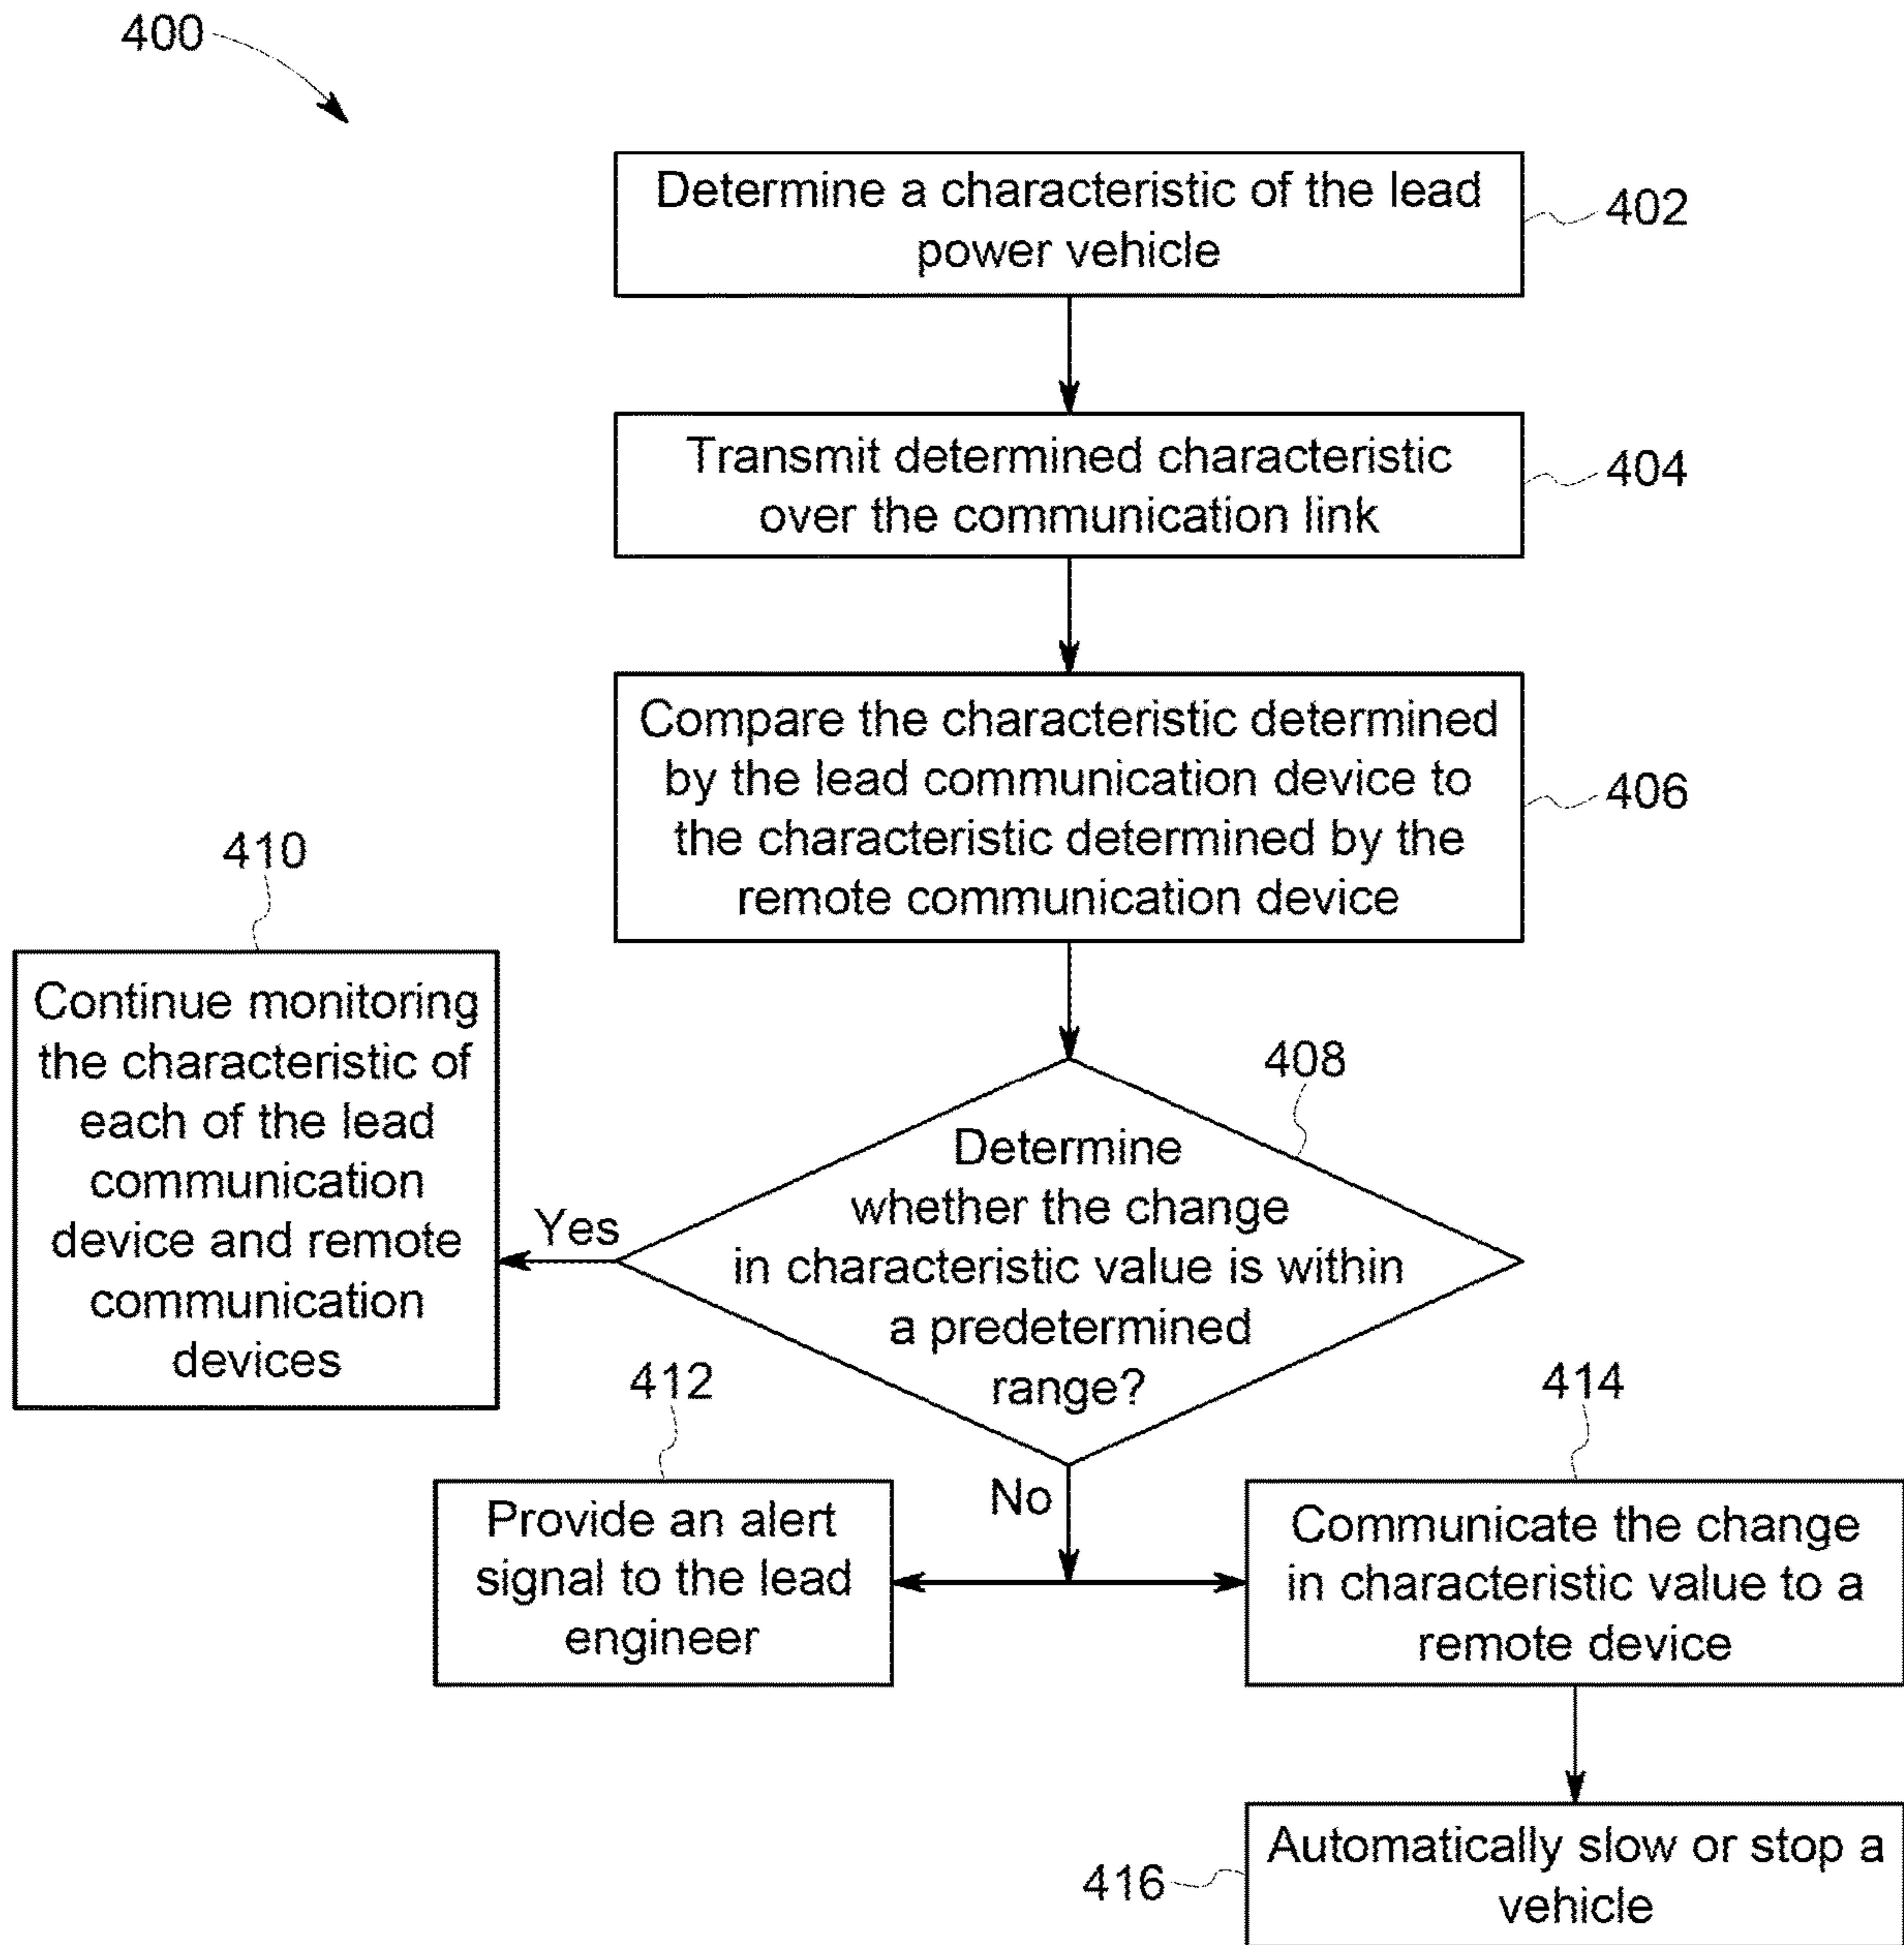 400
Determine a characteristic of the lead
power vehicle
402
Transmit determined characteristic
over the communication link
404
Compare the characteristic determined
by the lead communication device to
the characteristic determined by the
remote communication device
406
410
Continue monitoring
the characteristic of
each of the lead
communication
device and remote
communication
devices
408
Determine
whether the change
in characteristic value is within
a predetermined
range?
Yes
No
412
Provide an alert
signal to the lead
engineer
414
Communicate the change
in characteristic value to a
remote device
416
Automatically slow or stop a
vehicle